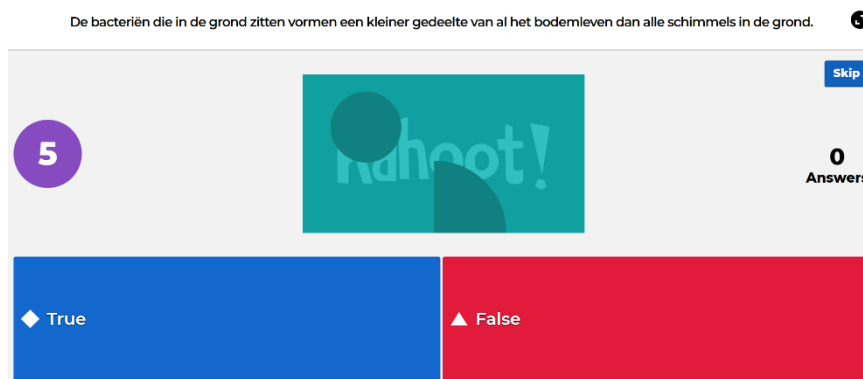 De bacteriën die in de grond zitten vormen een kleiner gedeelte van al het bodemleven dan alle schimmels in de grond.
Skip
5
Kahoot!
0
Answers
True
False